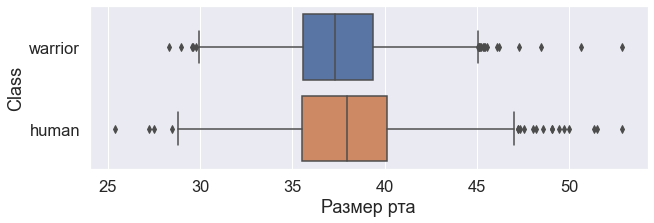 Class
warrior
human
25 30 35 40 45 50
Размер рта